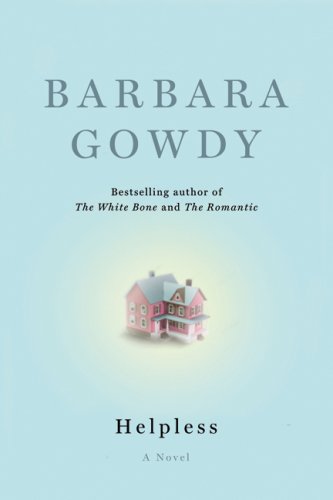 BARBARA
GOWDY
Bestselling author of
The White Bone and The Romantic
Helpless
A Novel